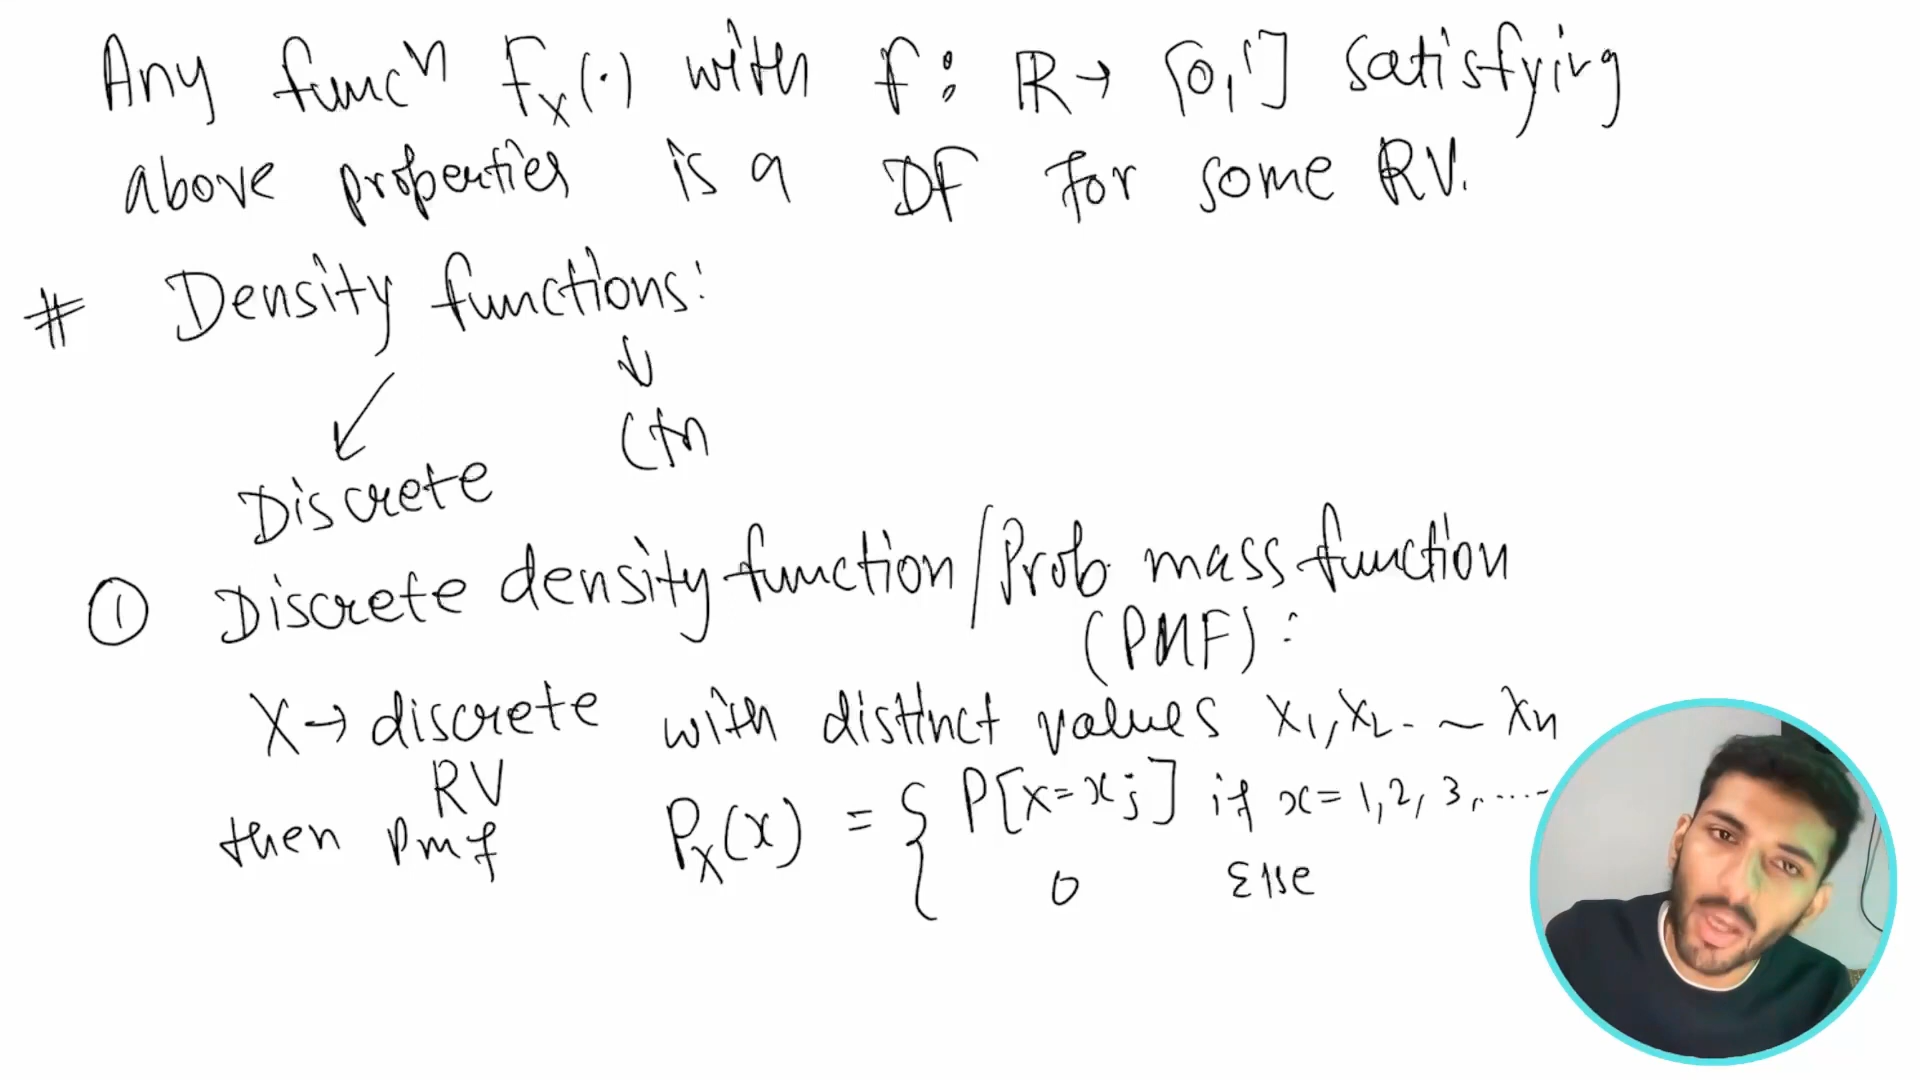 Any funcⁿ Fₓ(·) with f: ℝ → [0,1] satisfying
above properties is a DF for some RV.
# Density functions:
Discrete Ctn
① Discrete density function/Prob. mass function
(PMF):
X → discrete RV with distinct values X₁, X₂. ~ Xn
then pmf Pₓ(x) = { P[X=xj] if x = 1, 2, 3, ....
0 Else